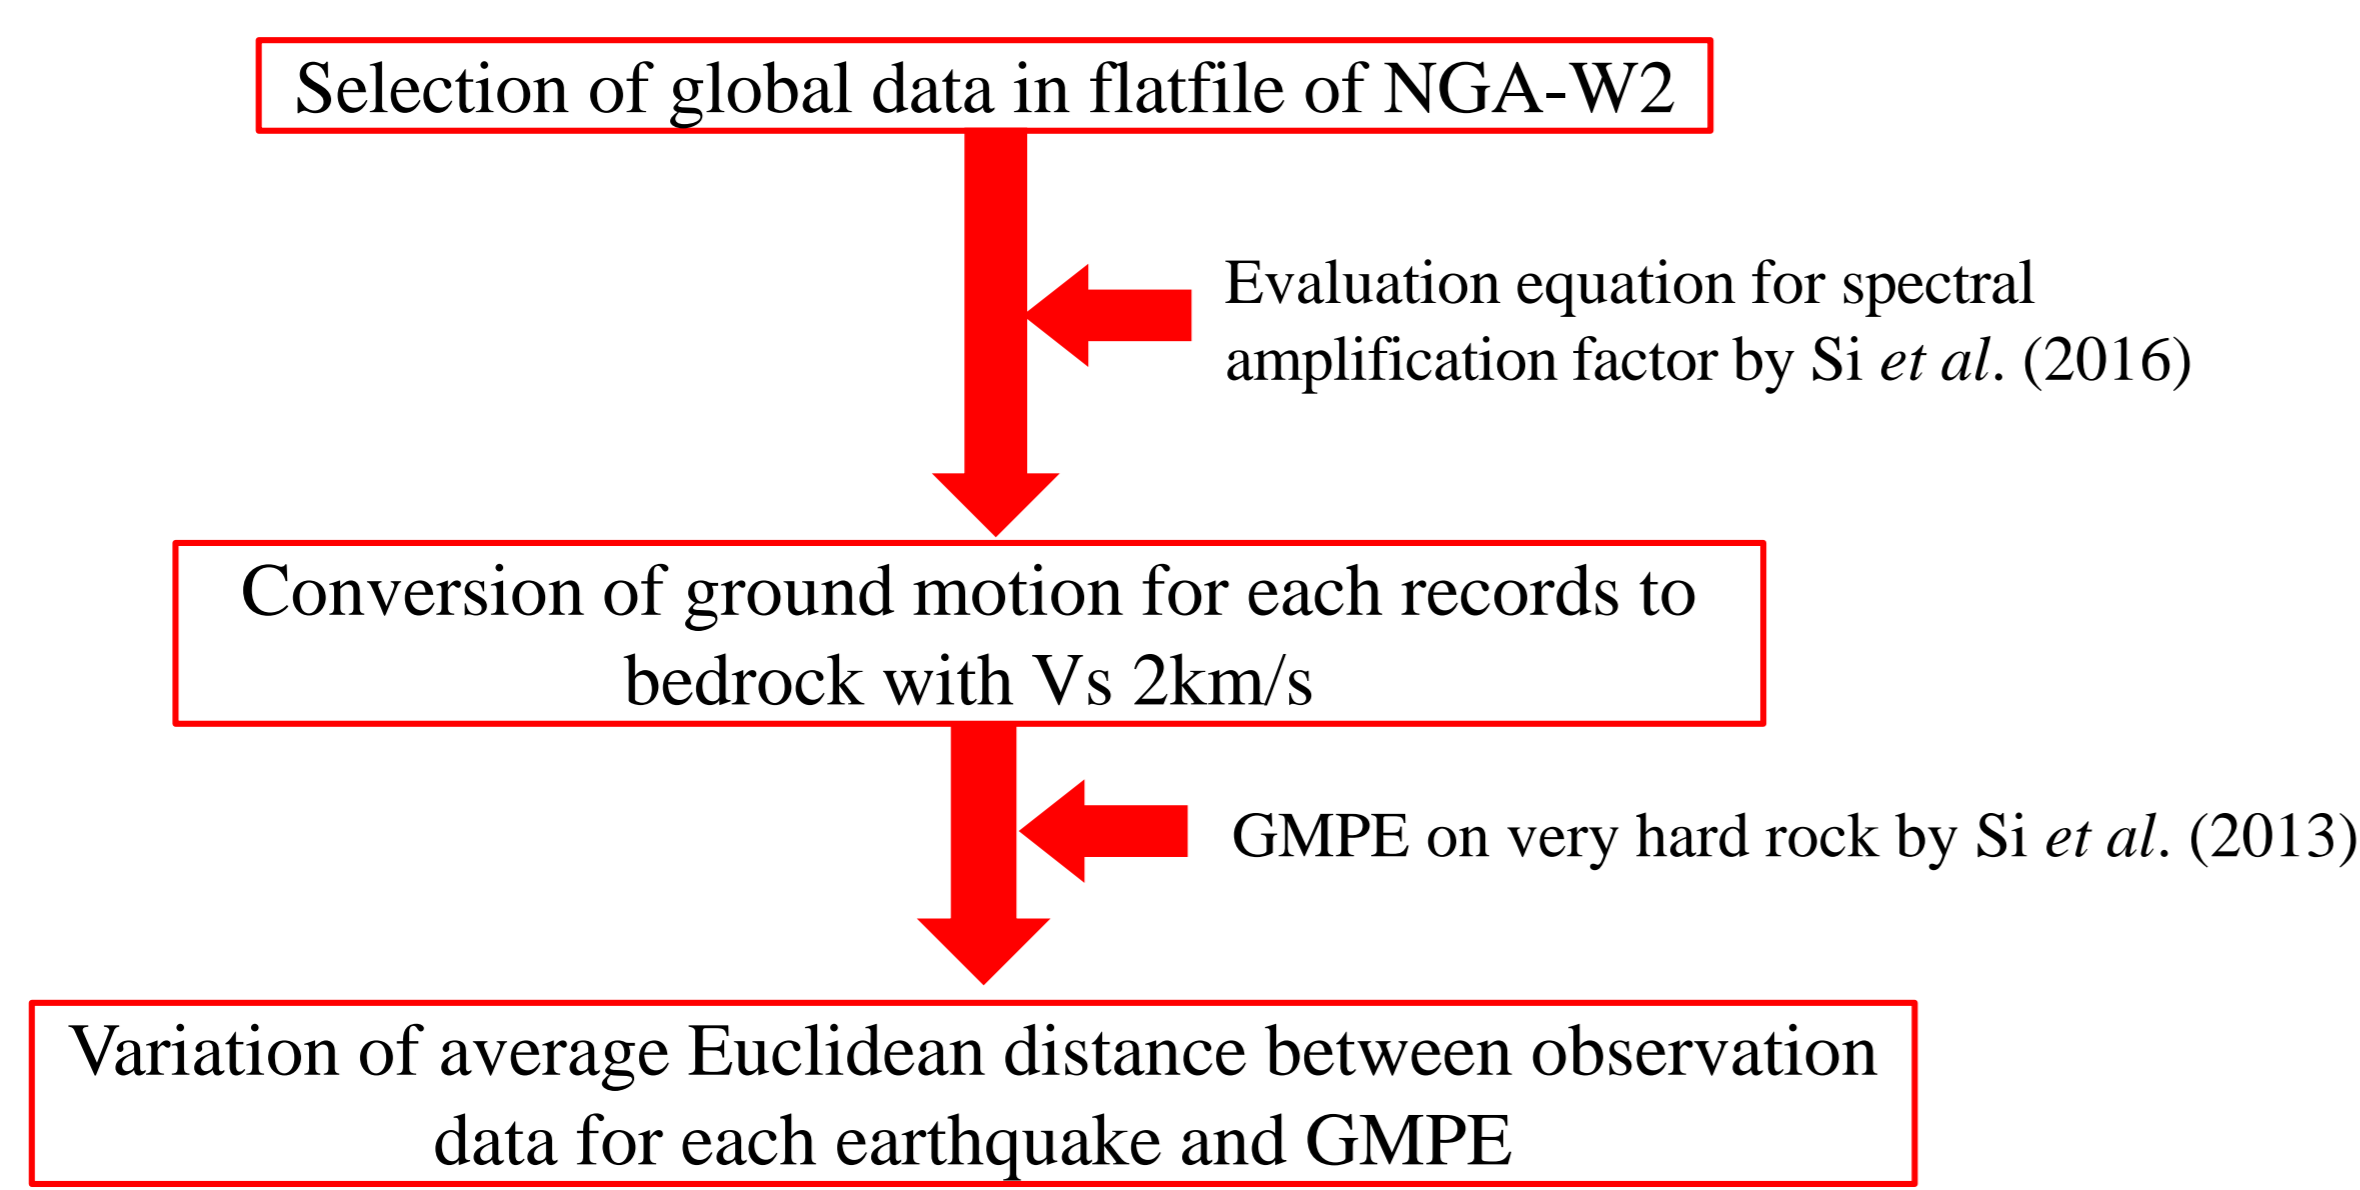 Selection of global data in flatfile of NGA-W2
Evaluation equation for spectral
amplification factor by Si et al. (2016)
Conversion of ground motion for each records to
bedrock with Vs 2km/s
GMPE on very hard rock by Si et al. (2013)
Variation of average Euclidean distance between observation
data for each earthquake and GMPE